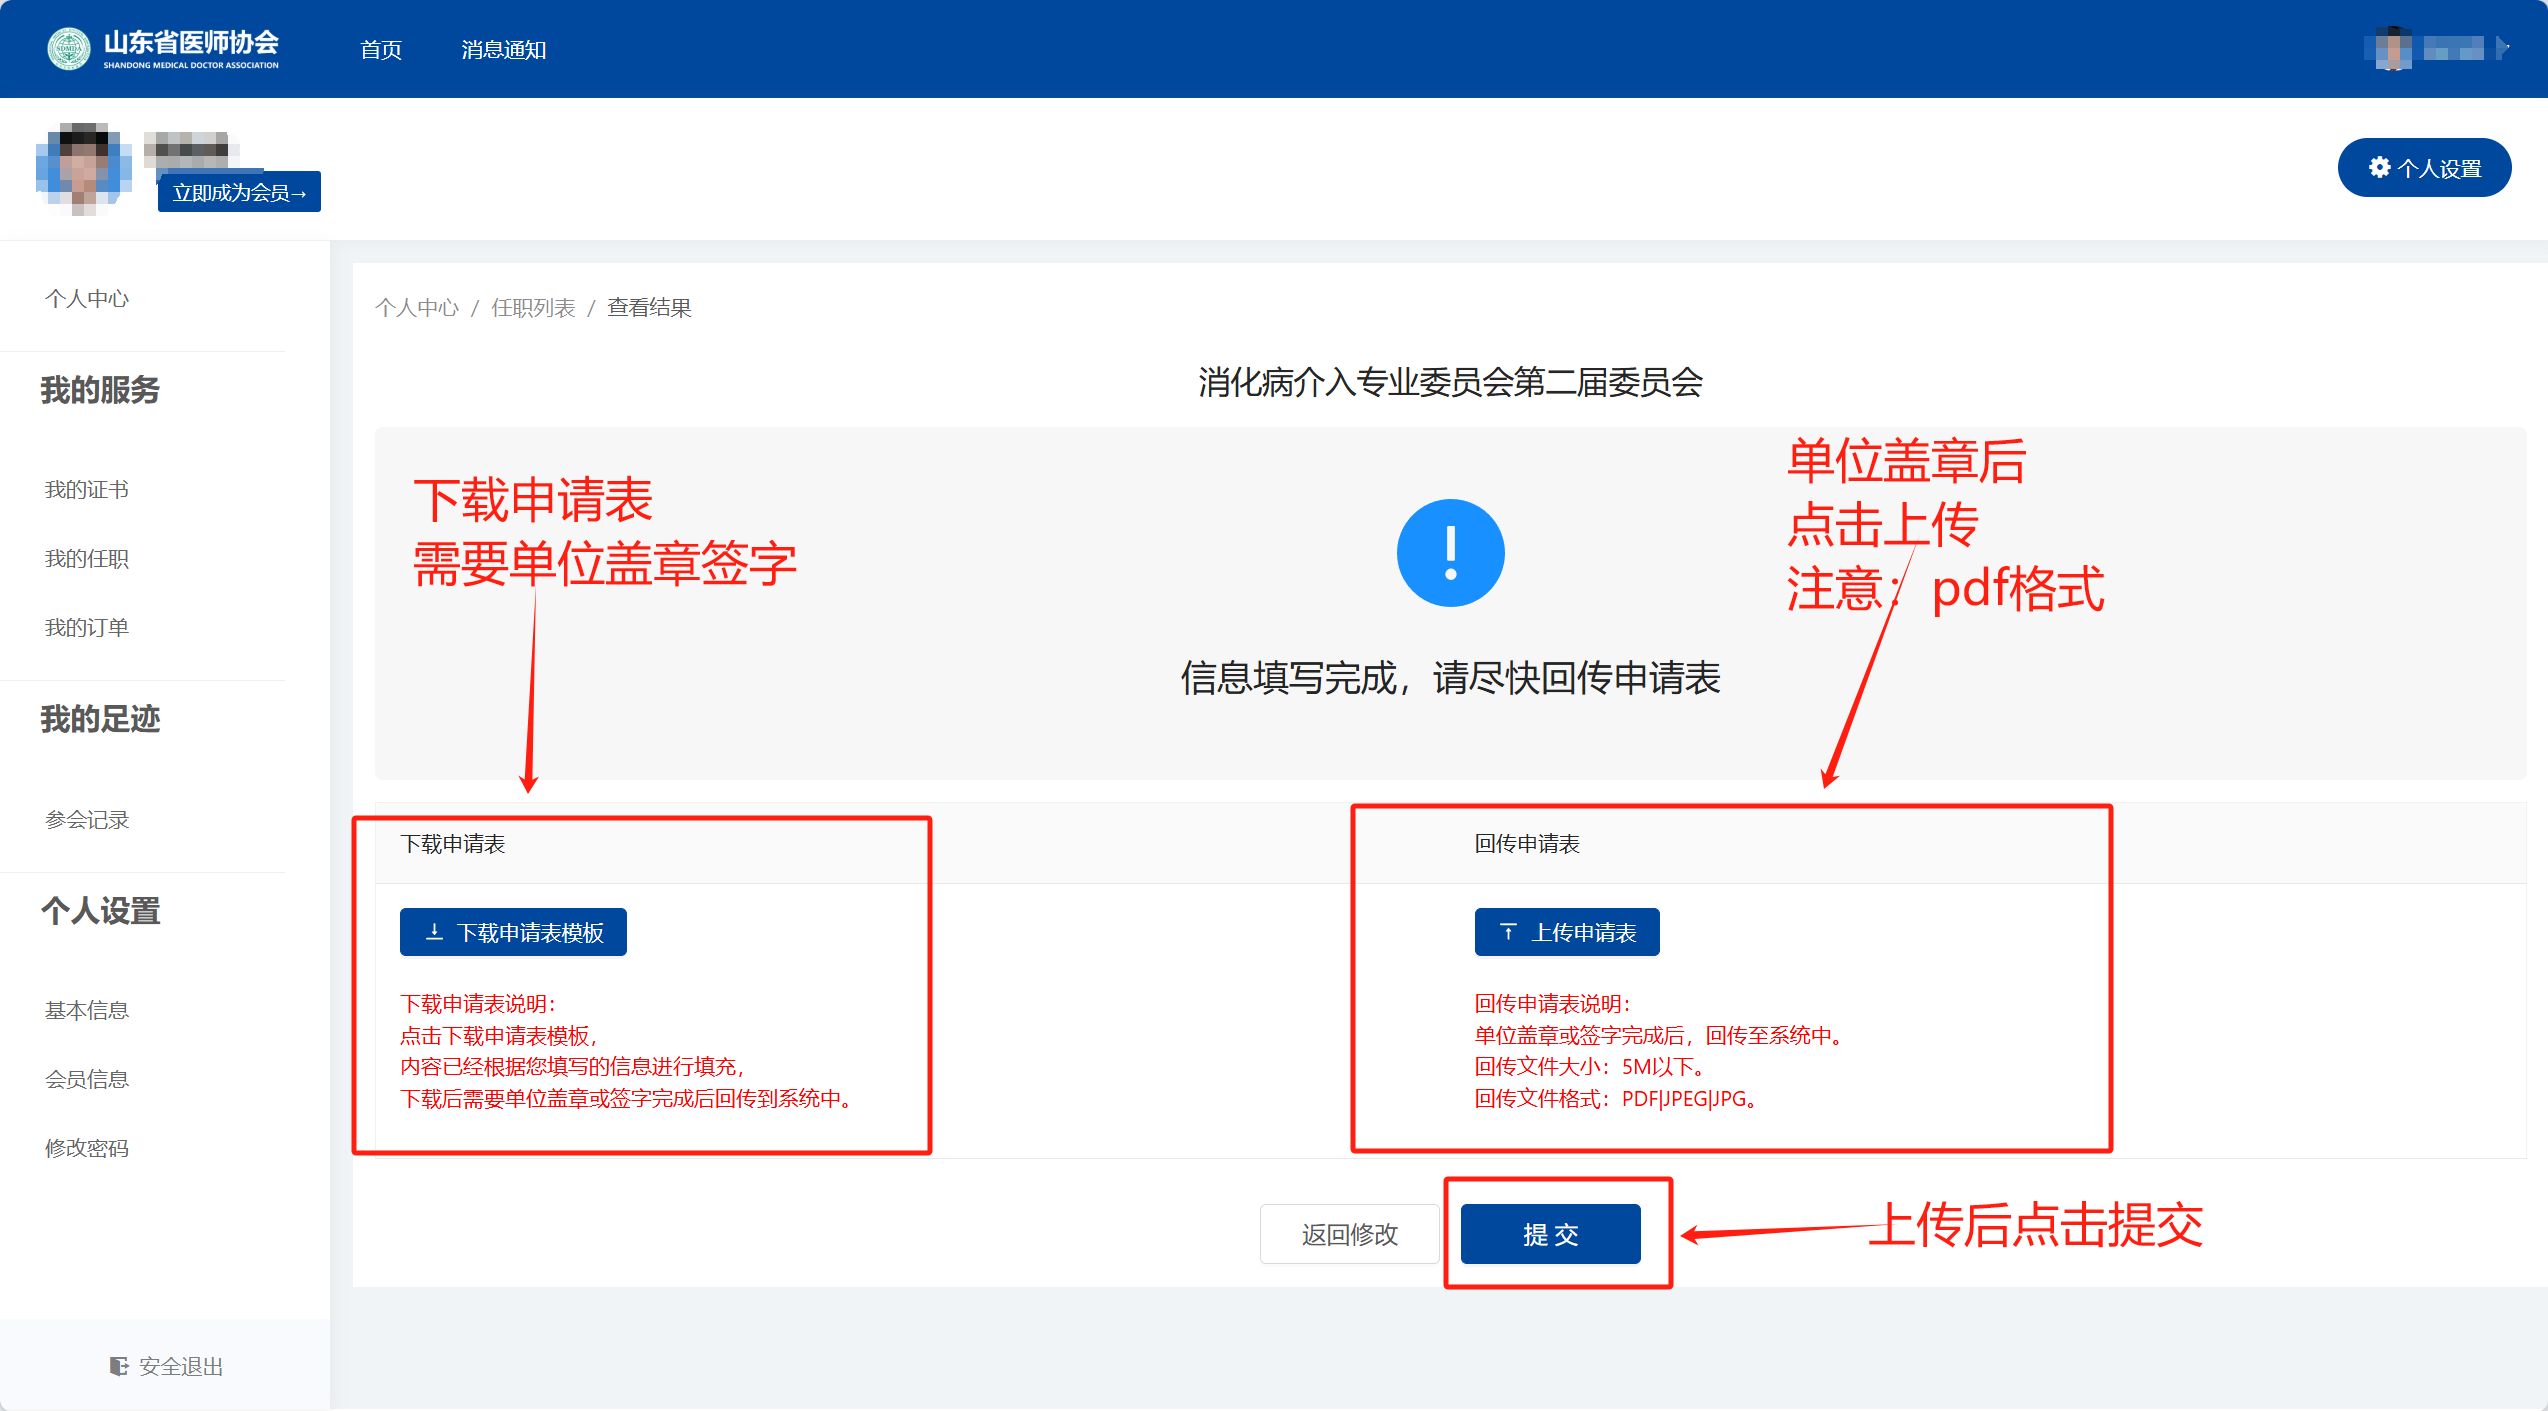 山东省医师协会
SHANDONG MEDICAL DOCTOR ASSOCIATION
首页
消息通知
SDMDA
立即成为会员→
个人设置
个人中心
我的服务
我的证书
我的任职
我的订单
我的足迹
参会记录
个人设置
基本信息
会员信息
修改密码
安全退出
个人中心 / 任职列表 / 查看结果
消化病介入专业委员会第二届委员会
下载申请表
需要单位盖章签字
单位盖章后
点击上传
注意：pdf格式
信息填写完成，请尽快回传申请表
下载申请表
下载申请表模板
下载申请表说明：
点击下载申请表模板，
内容已经根据您填写的信息进行填充，
下载后需要单位盖章或签字完成后回传到系统中。
回传申请表
上传申请表
回传申请表说明：
单位盖章或签字完成后，回传至系统中。
回传文件大小：5M以下。
回传文件格式：PDF|JPEG|JPG。
返回修改
提 交
上传后点击提交